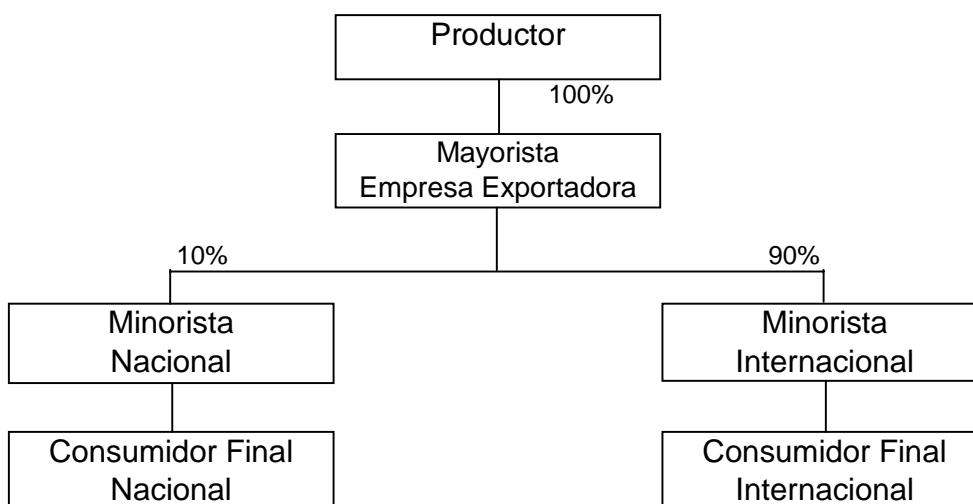 Productor
100%
Mayorista
Empresa Exportadora
10%
90%
Minorista
Nacional
Minorista
Internacional
Consumidor Final
Nacional
Consumidor Final
Internacional